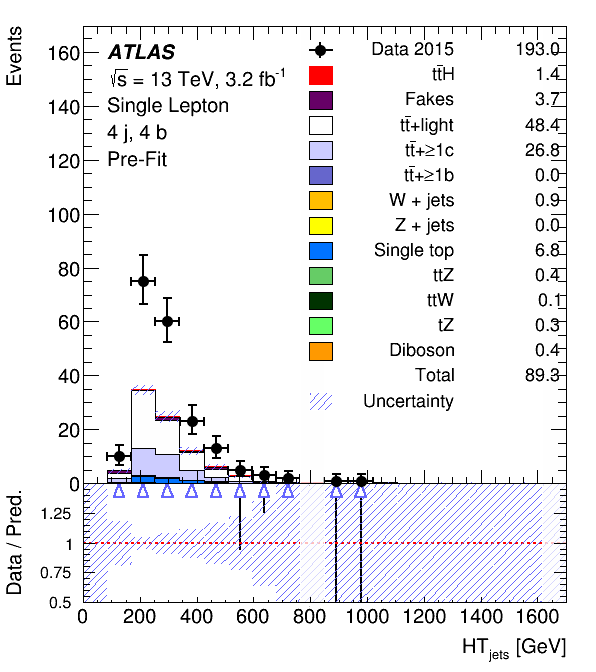 Events
160
140
120
100
80
60
40
20
0
ATLAS
√s = 13 TeV, 3.2 fb⁻¹
Single Lepton
4 j, 4 b
Pre-Fit
Data 2015 193.0
tt̄H 1.4
Fakes 3.7
tt̄+light 48.4
tt̄+≥1c 26.8
tt̄+≥1b 0.0
W + jets 0.9
Z + jets 0.0
Single top 6.8
ttZ 0.4
ttW 0.1
tZ 0.3
Diboson 0.4
Total 89.3
Uncertainty
Data / Pred.
1.25
1
0.75
0.5
0 200 400 600 800 1000 1200 1400 1600
HT_jets [GeV]